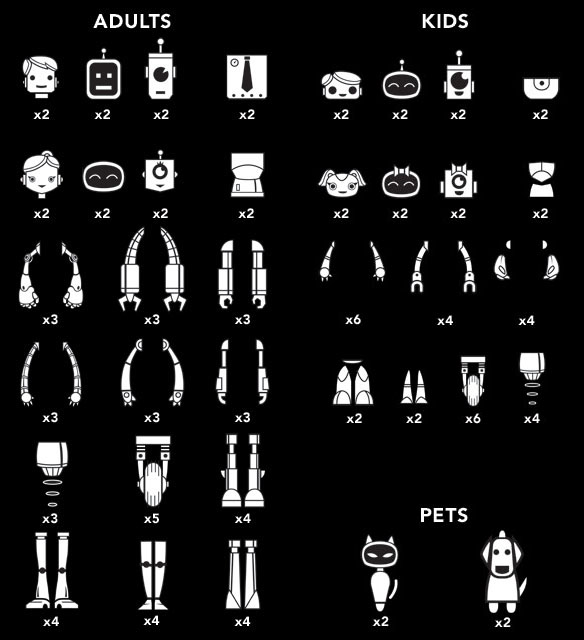 ADULTS KIDS
x2 x2 x2 x2 x2 x2 x2 x2
x2 x2 x2 x2 x2 x2 x2 x2
x3 x3 x3 x6 x4 x4
x3 x3 x3 x2 x2 x6 x4
x3 x5 x4
PETS
x4 x4 x4 x2 x2